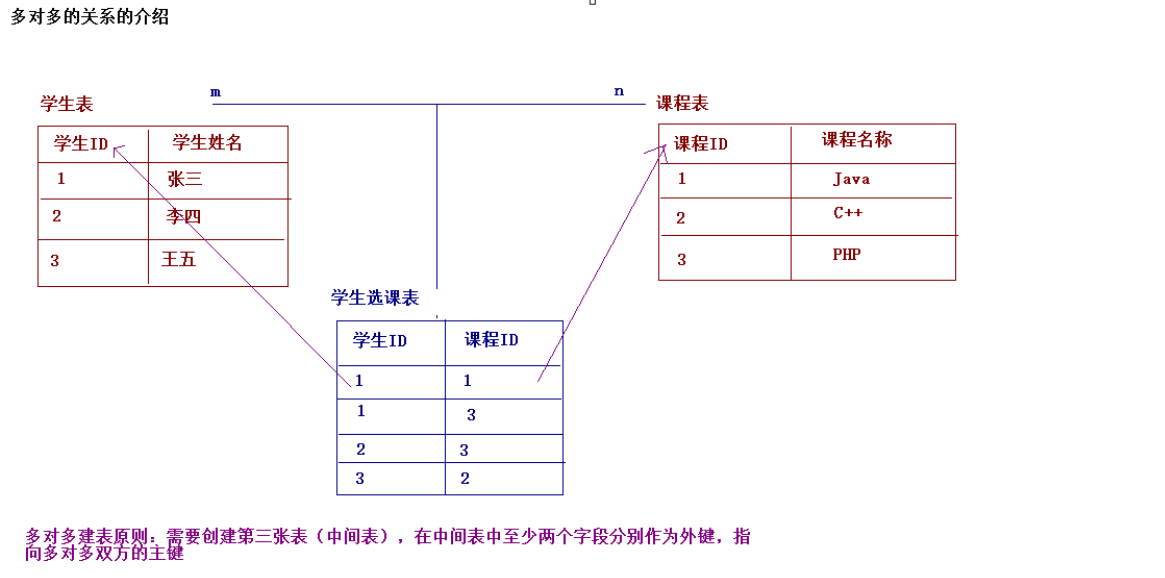 多对多的关系的介绍
m
n
学生表
课程表
学生ID 学生姓名
1 张三
2 李四
3 王五
课程ID 课程名称
1 Java
2 C++
3 PHP
学生选课表
学生ID 课程ID
1 1
1 3
2 3
3 2
多对多建表原则：需要创建第三张表（中间表），在中间表中至少两个字段分别作为外键，指
向多对多双方的主键